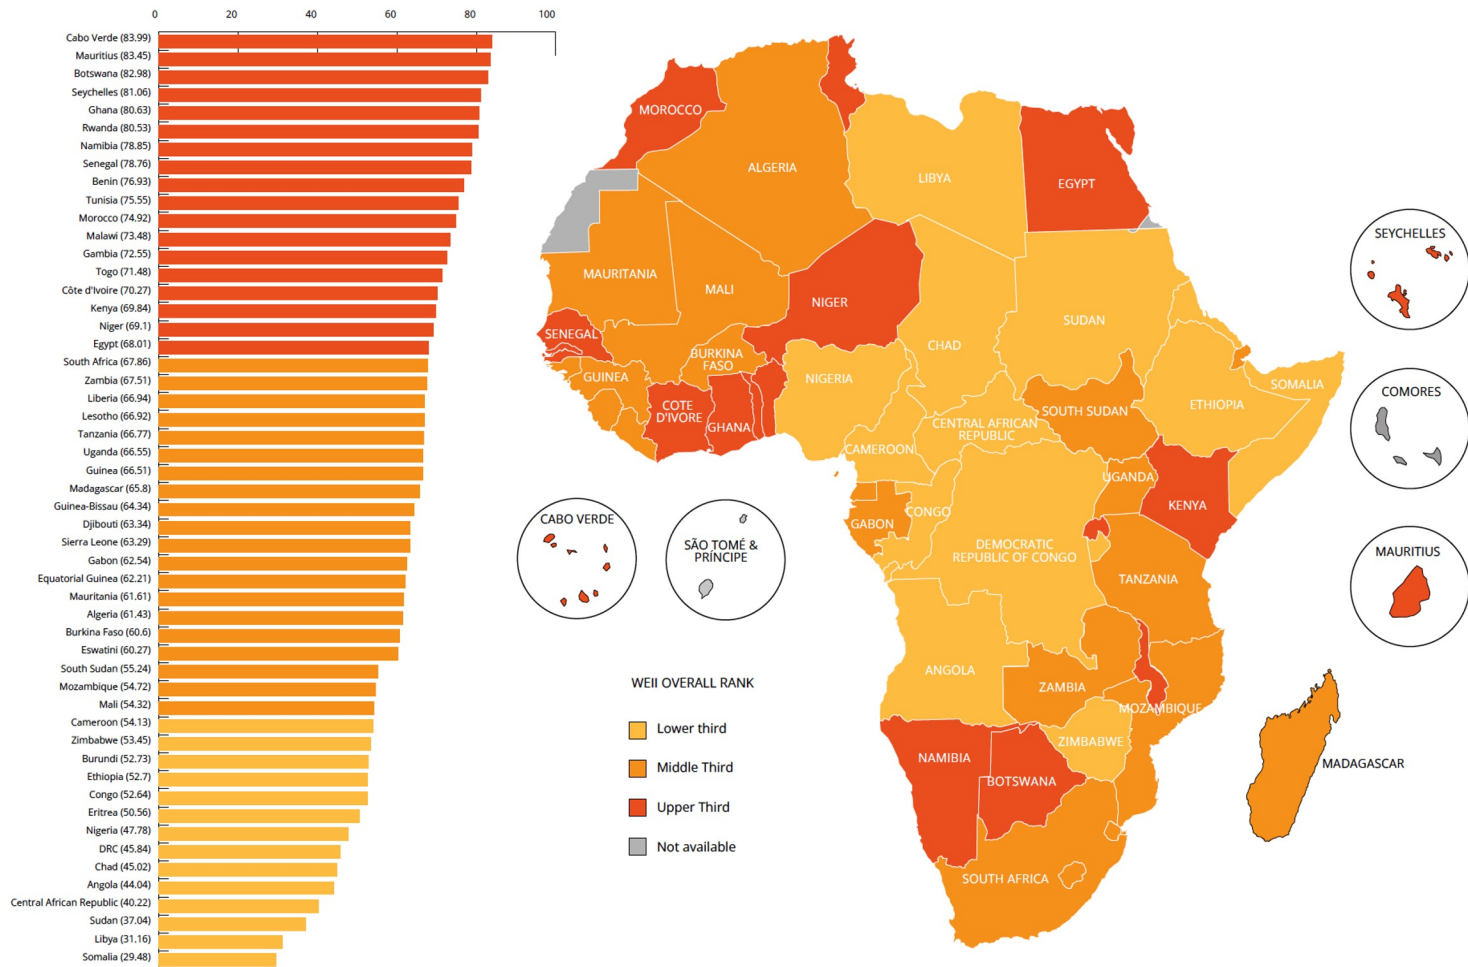 0 20 40 60 80 100
Cabo Verde (83.99)
Mauritius (83.45)
Botswana (82.98)
Seychelles (81.06)
Ghana (80.63)
Rwanda (80.53)
Namibia (78.85)
Senegal (78.76)
Benin (76.93)
Tunisia (75.55)
Morocco (74.92)
Malawi (73.48)
Gambia (72.55)
Togo (71.48)
Côte d'Ivoire (70.27)
Kenya (69.84)
Niger (69.1)
Egypt (68.01)
South Africa (67.86)
Zambia (67.51)
Liberia (66.94)
Lesotho (66.92)
Tanzania (66.77)
Uganda (66.55)
Guinea (66.51)
Madagascar (65.8)
Guinea-Bissau (64.34)
Djibouti (63.34)
Sierra Leone (63.29)
Gabon (62.54)
Equatorial Guinea (62.21)
Mauritania (61.61)
Algeria (61.43)
Burkina Faso (60.6)
Eswatini (60.27)
South Sudan (55.24)
Mozambique (54.72)
Mali (54.32)
Cameroon (54.13)
Zimbabwe (53.45)
Burundi (52.73)
Ethiopia (52.7)
Congo (52.64)
Eritrea (50.56)
Nigeria (47.78)
DRC (45.84)
Chad (45.02)
Angola (44.04)
Central African Republic (40.22)
Sudan (37.04)
Libya (31.16)
Somalia (29.48)
MOROCCO
ALGERIA
LIBYA
EGYPT
MAURITANIA
MALI
NIGER
CHAD
SUDAN
SENEGAL
BURKINA
FASO
GUINEA
NIGERIA
COTE
D'IVOIRE
GHANA
SOMALIA
ETHIOPIA
SOUTH SUDAN
CENTRAL AFRICAN
REPUBLIC
CAMEROON
UGANDA
KENYA
GABON
CONGO
DEMOCRATIC
REPUBLIC OF CONGO
TANZANIA
ANGOLA
ZAMBIA
MOZAMBIQUE
ZIMBABWE
NAMIBIA
BOTSWANA
SOUTH AFRICA
MADAGASCAR
SEYCHELLES
COMORES
MAURITIUS
CABO VERDE
SÃO TOMÉ &
PRÍNCIPE
WEII OVERALL RANK
Lower third
Middle Third
Upper Third
Not available